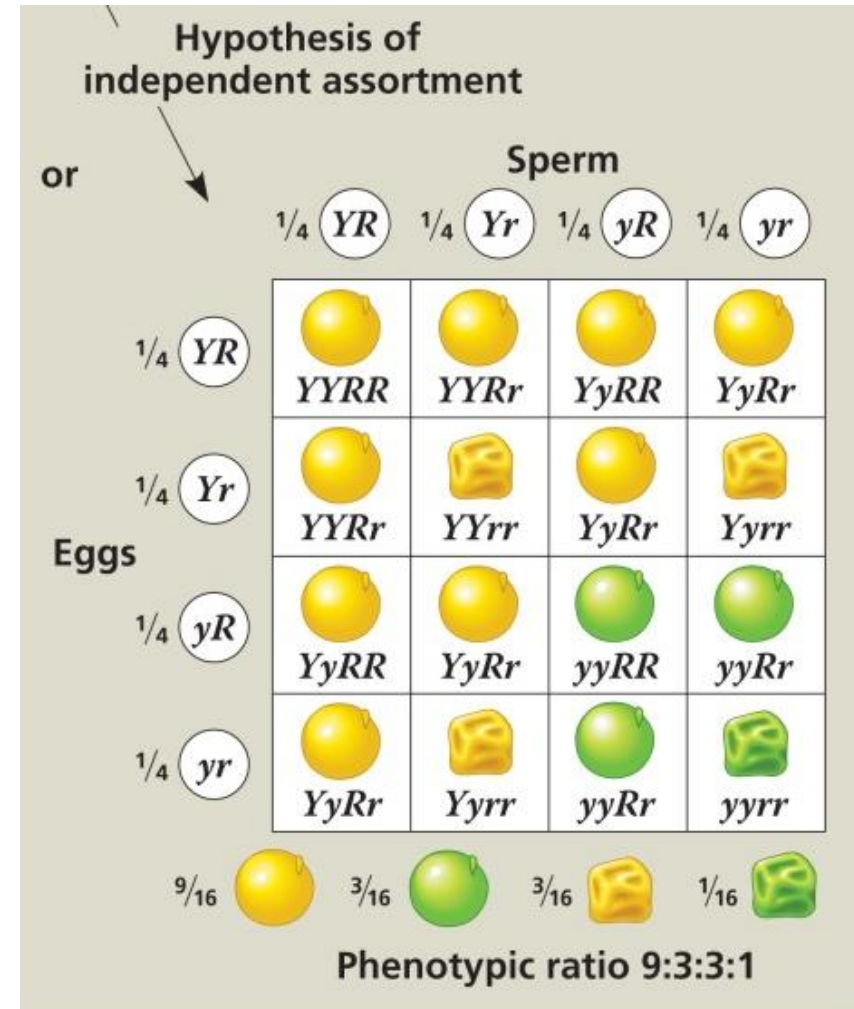 Hypothesis of
independent assortment
or
Sperm
1/4 YR 1/4 Yr 1/4 yR 1/4 yr
1/4 YR
YYRR YYRr YyRR YyRr
1/4 Yr
YYRr YYrr YyRr Yyrr
Eggs
1/4 yR
YyRR YyRr yyRR yyRr
1/4 yr
YyRr Yyrr yyRr yyrr
9/16 3/16 3/16 1/16
Phenotypic ratio 9:3:3:1